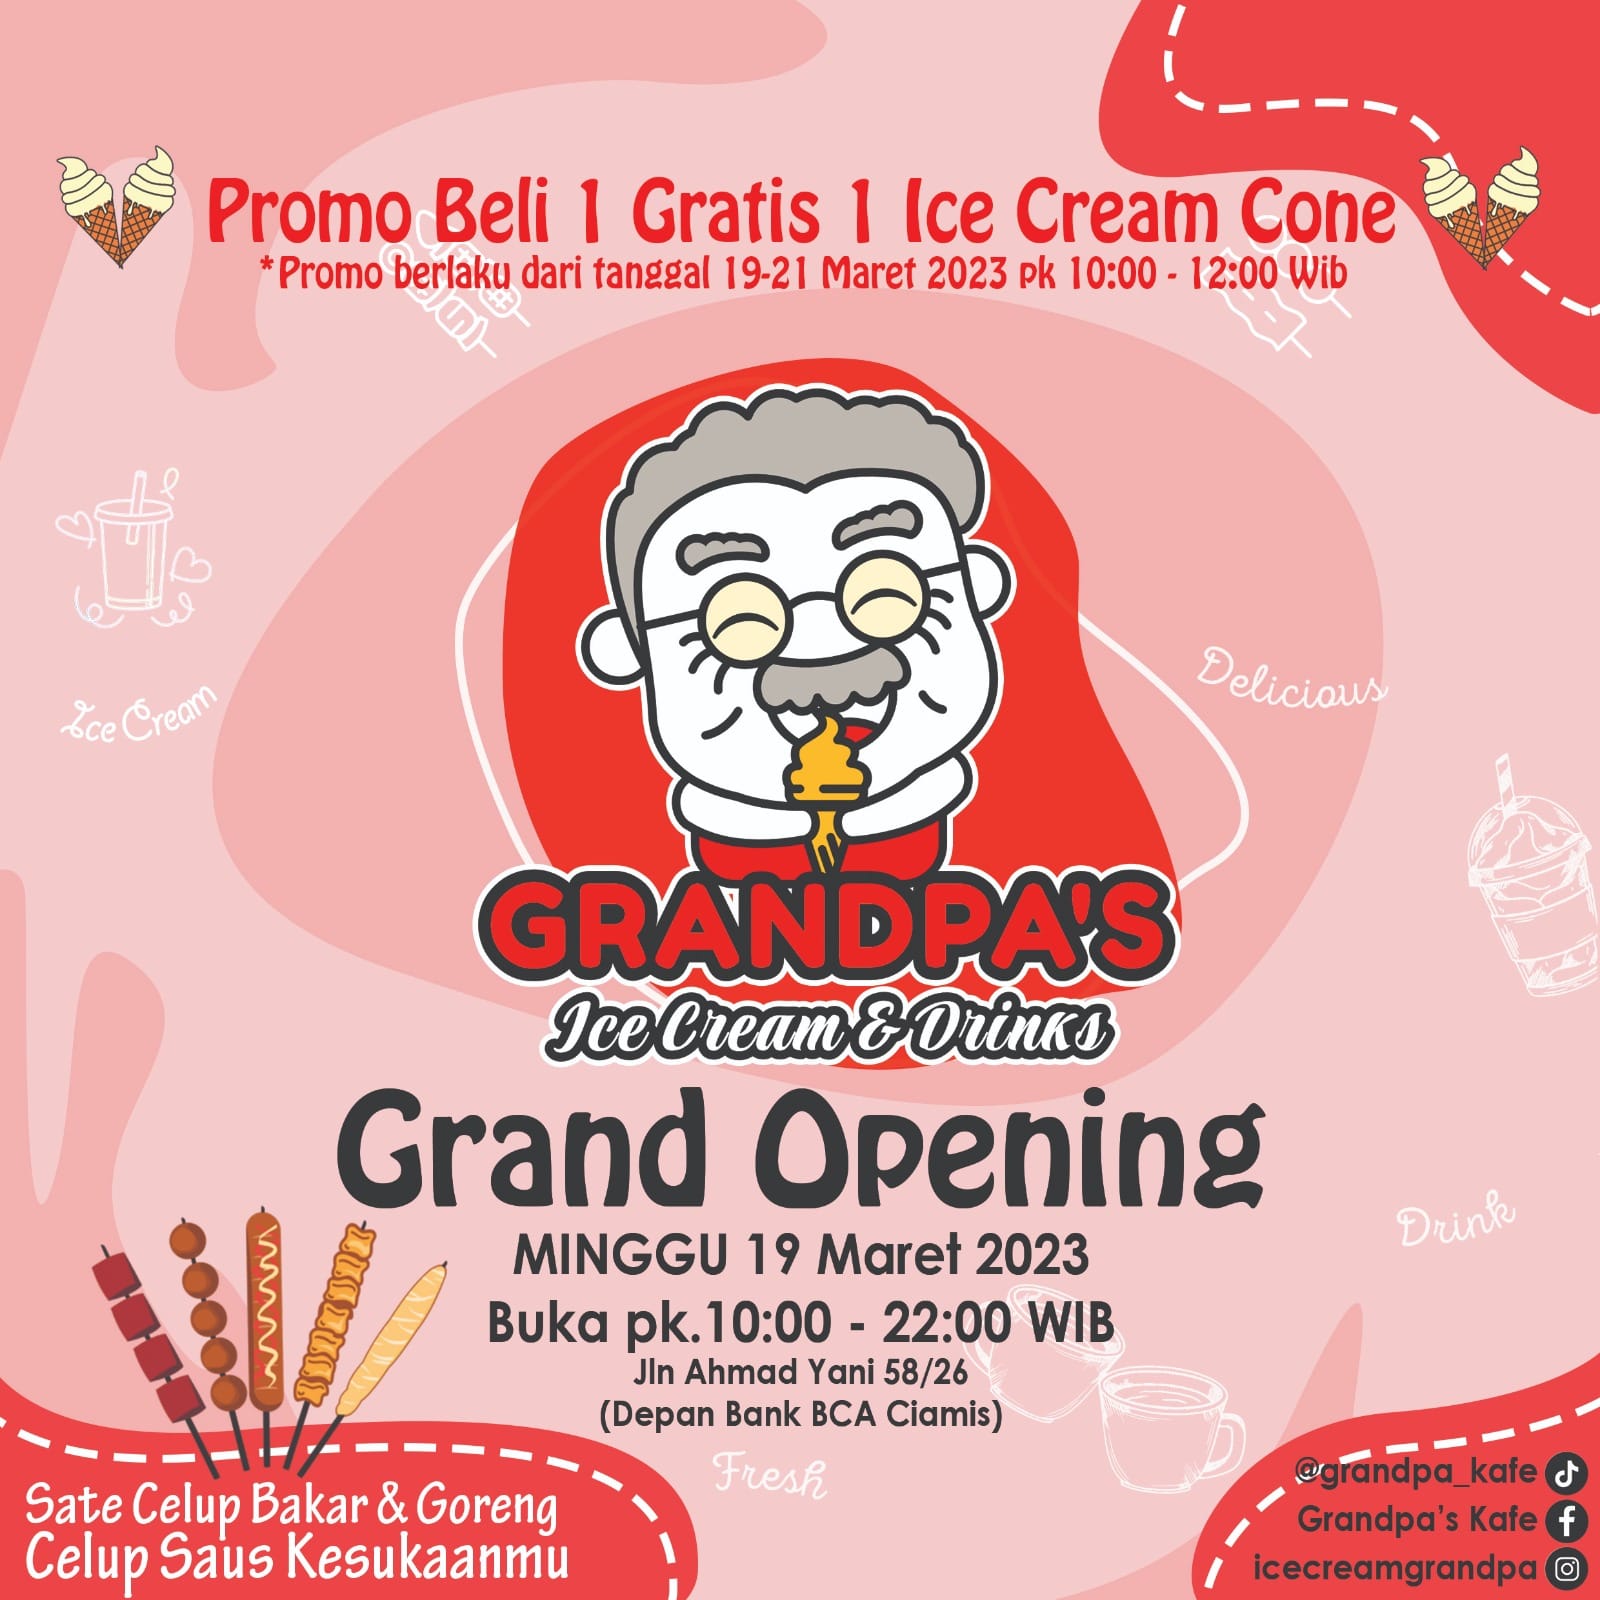 Promo Beli 1 Gratis 1 Ice Cream Cone
*Promo berlaku dari tanggal 19-21 Maret 2023 pk 10:00 - 12:00 Wib
Ice Cream
Delicious
GRANDPA'S
Ice Cream & Drinks
Grand Opening
MINGGU 19 Maret 2023
Drink
Buka pk.10:00 - 22:00 WIB
Jln Ahmad Yani 58/26
(Depan Bank BCA Ciamis)
Fresh
Sate Celup Bakar & Goreng
Celup Saus Kesukaanmu
@grandpa_kafe
Grandpa's Kafe
icecreamgrandpa